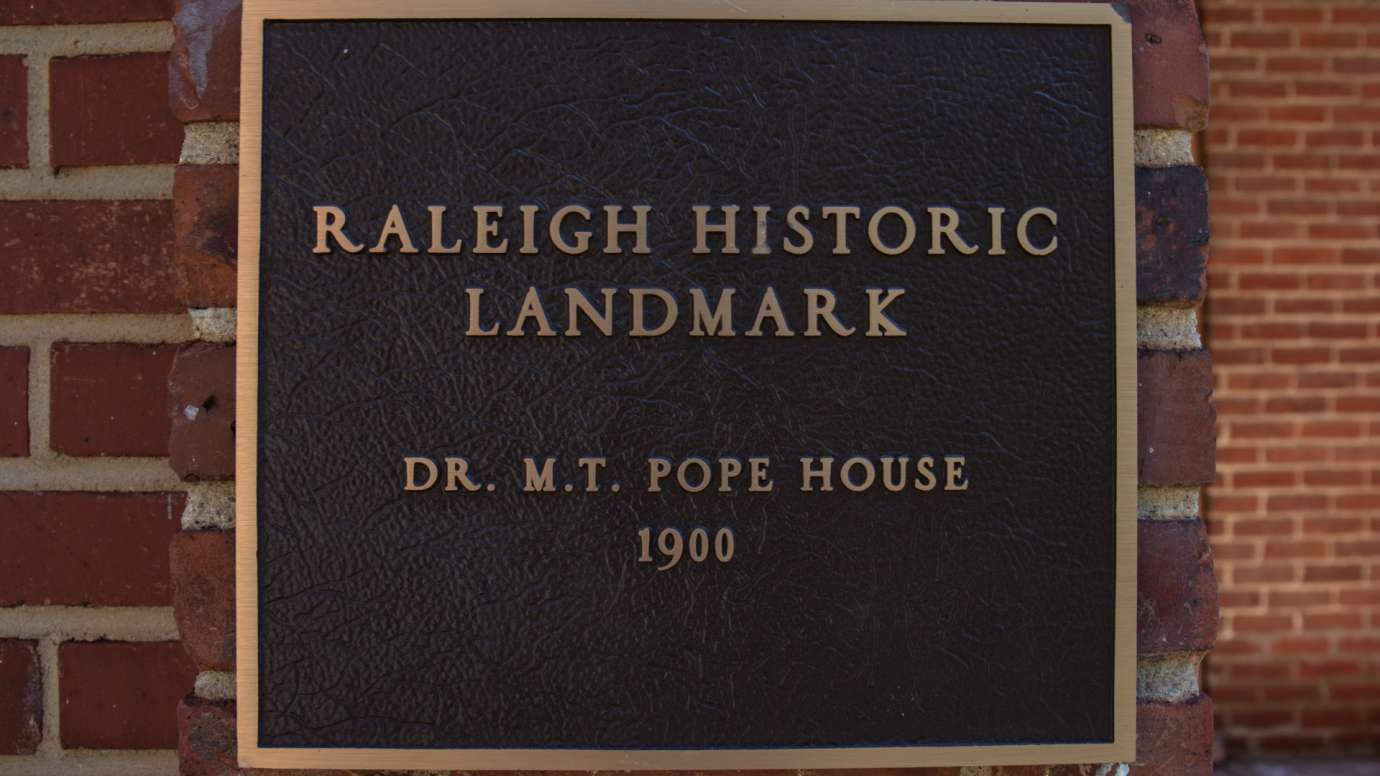 RALEIGH HISTORIC
LANDMARK
DR. M.T. POPE HOUSE
1900